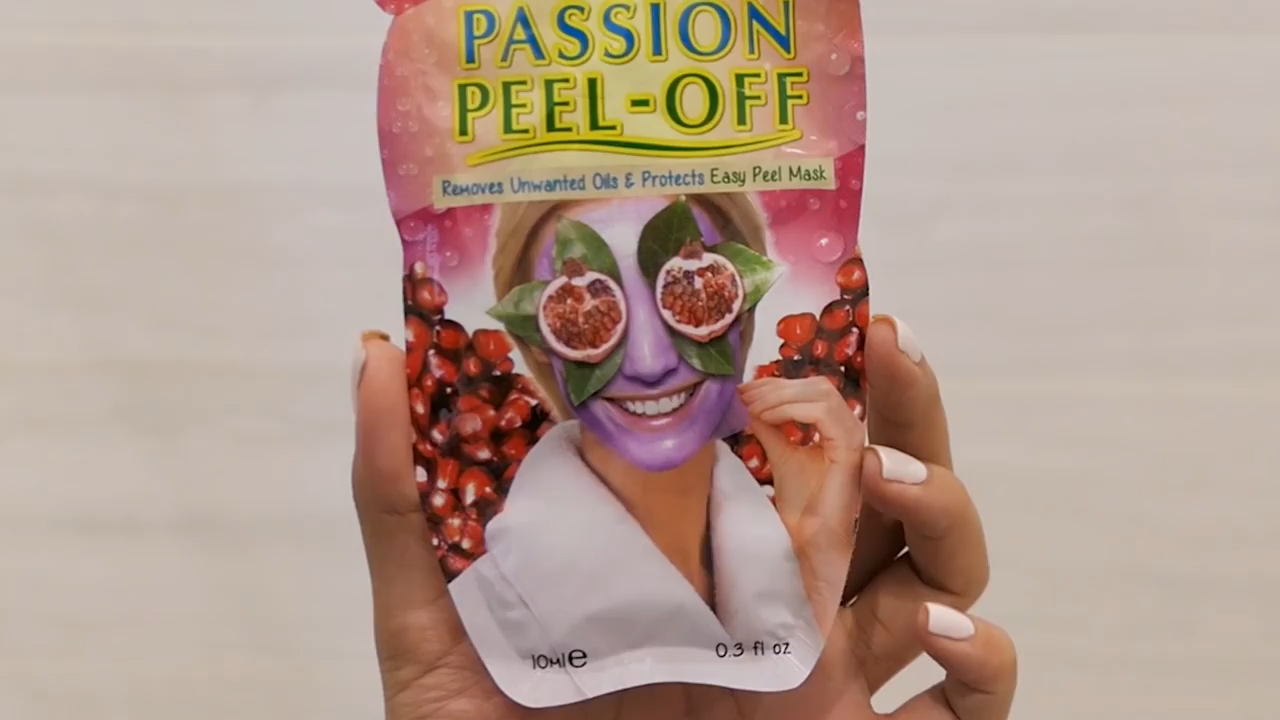 PASSION
PEEL-OFF
Removes Unwanted Oils & Protects Easy Peel Mask
10ml e
0.3 fl oz